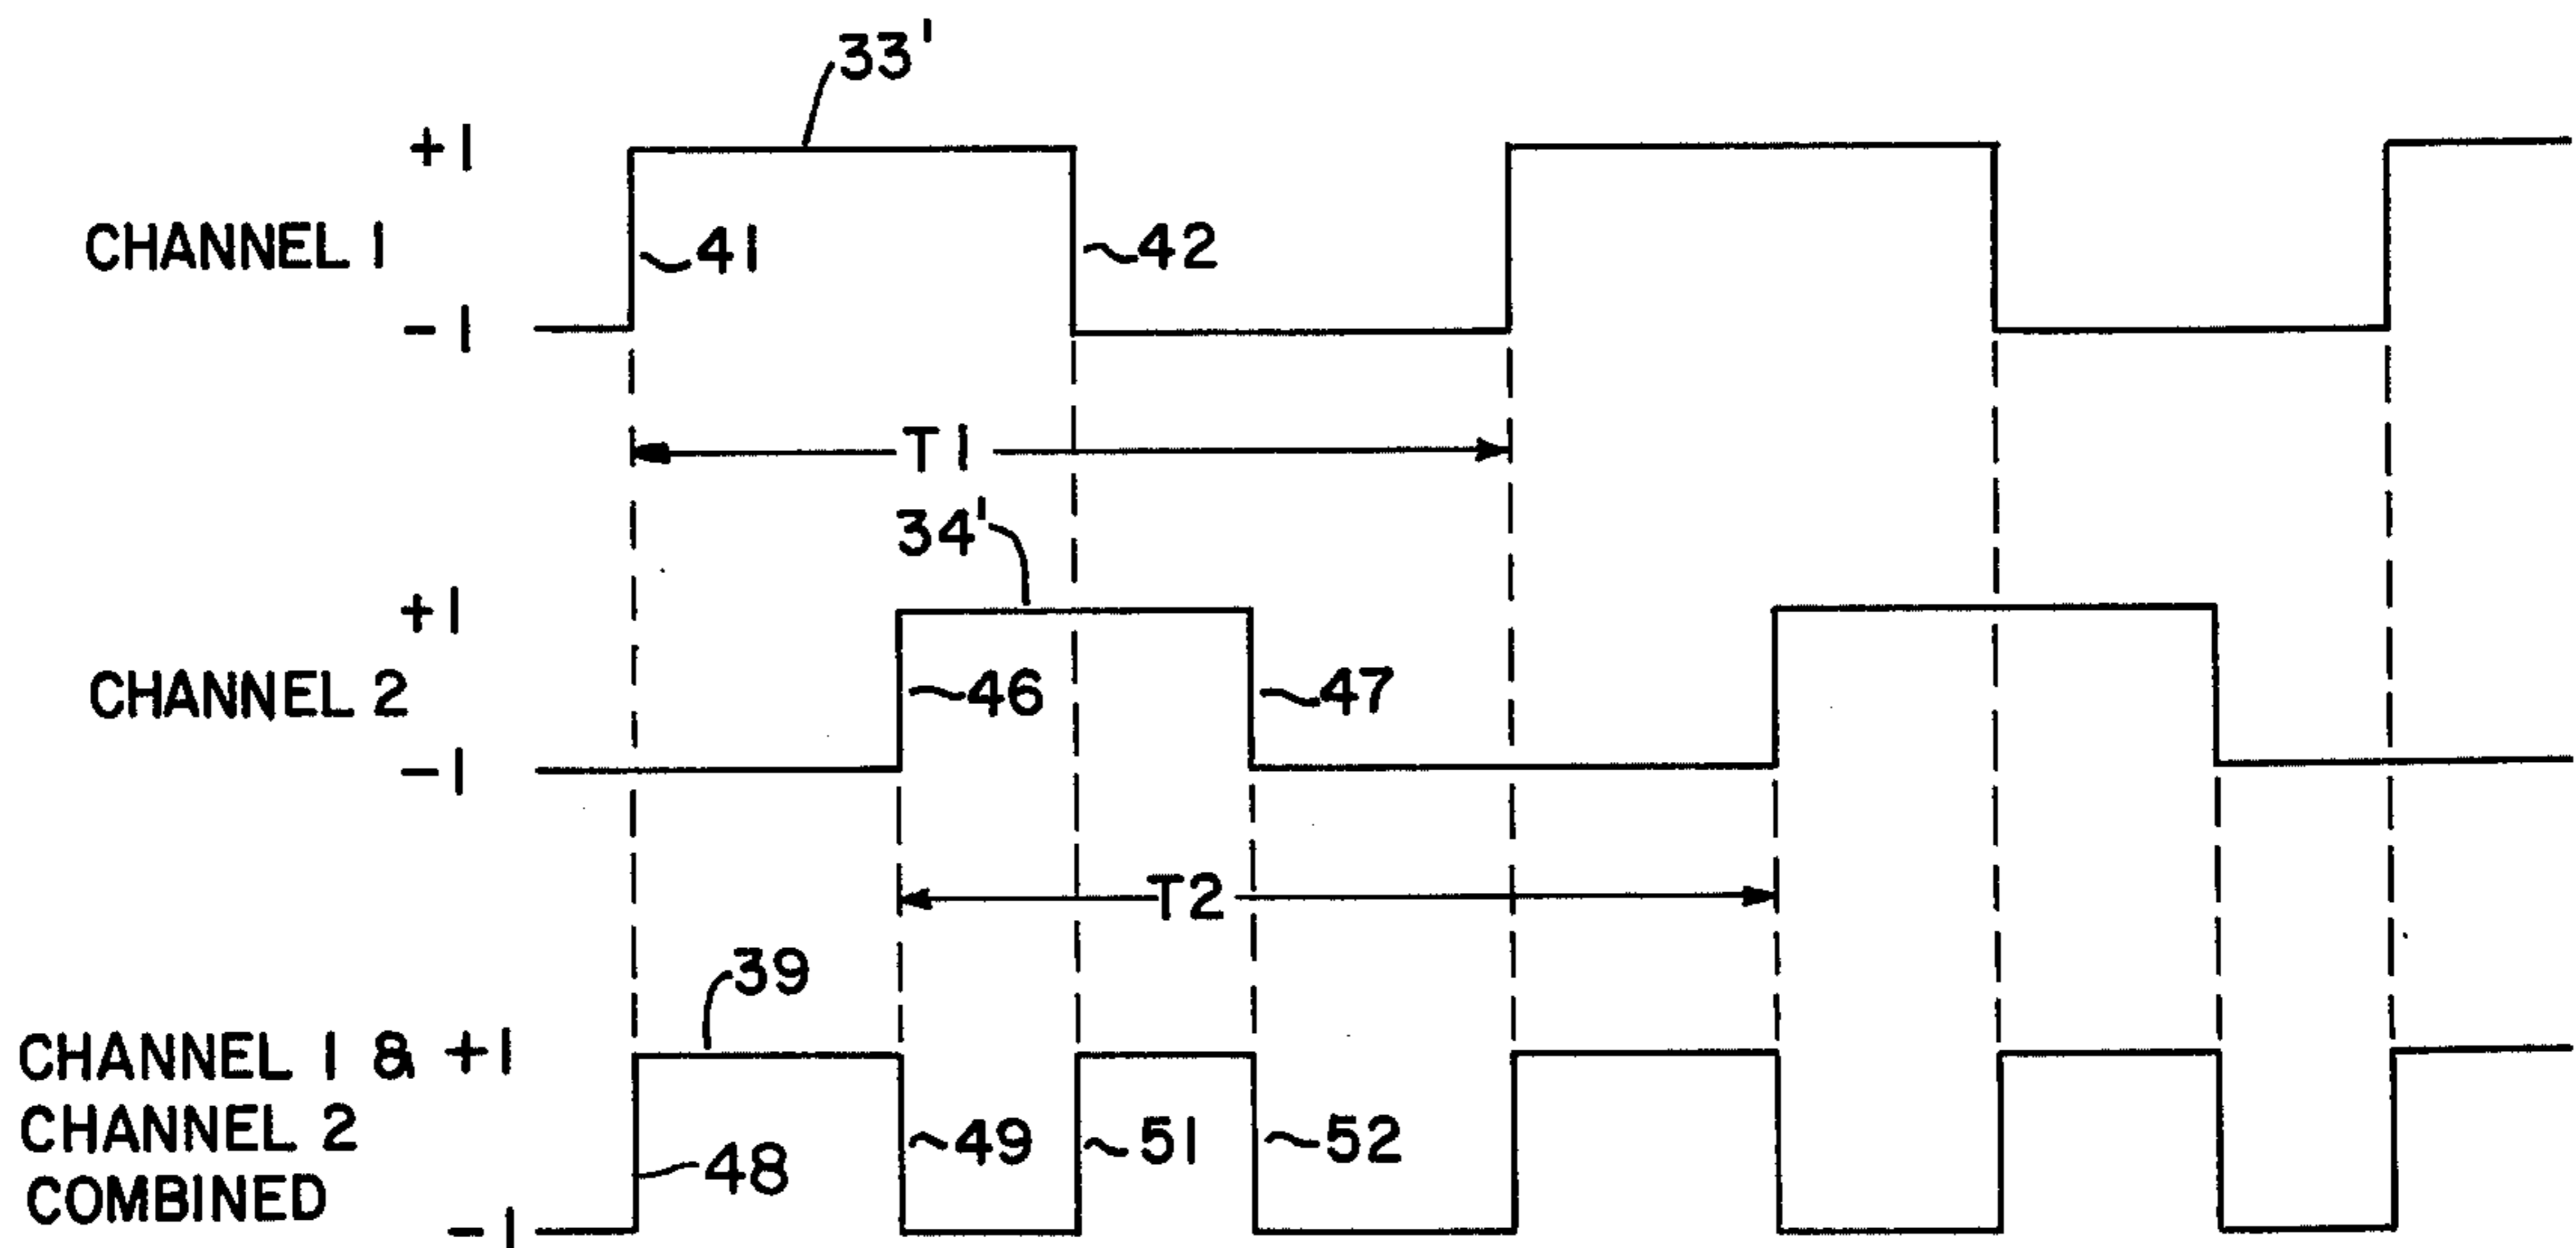 33'
+1
CHANNEL 1
41
42
-1
T1
34'
+1
CHANNEL 2
46
47
-1
T2
39
CHANNEL 1 & +1
CHANNEL 2
COMBINED
48
49
51
52
-1